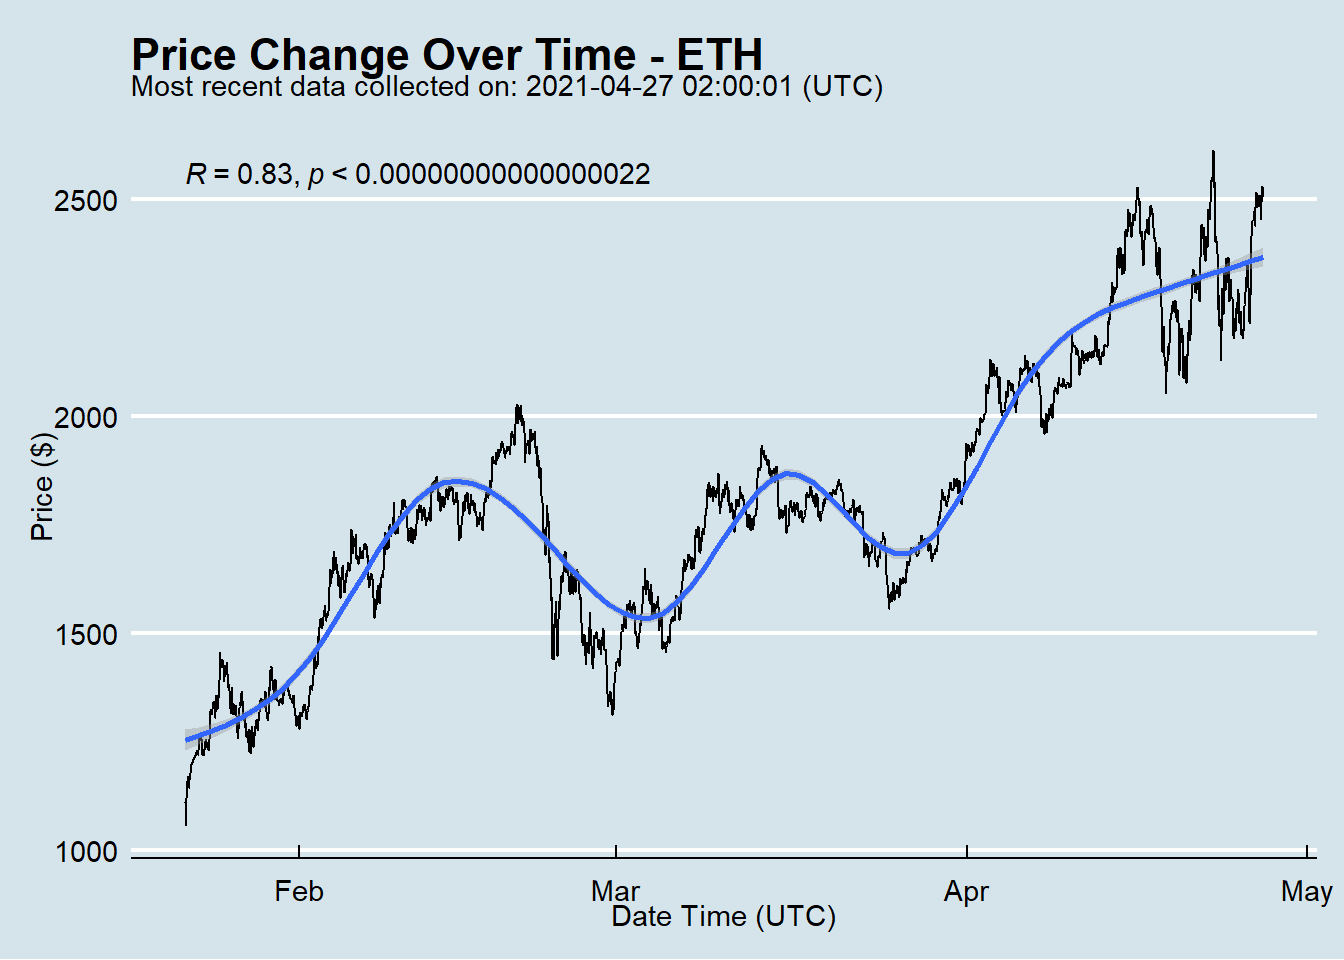 Price Change Over Time - ETH
Most recent data collected on: 2021-04-27 02:00:01 (UTC)
R = 0.83, p < 0.00000000000000022
2500
2000
1500
1000
Price ($)
Feb Mar Apr May
Date Time (UTC)